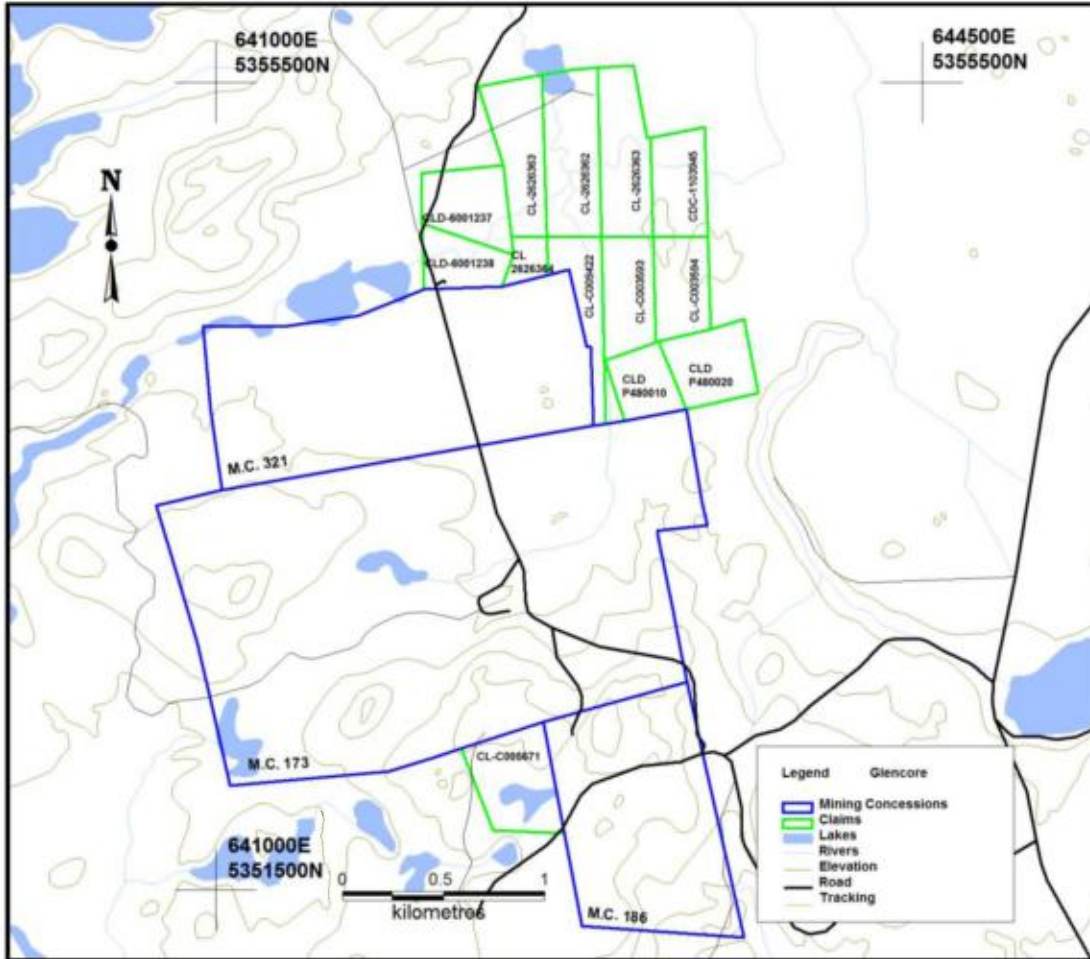 641000E
5355500N
644500E
5355500N
N
CL-2626363
CL-2626362
CL-2626363
CDC-1103945
CLD-6001237
CLD-6001238
CL
2626364
CL-C009422
CL-C003593
CL-C003594
CLD
P480010
CLD
P480020
M.C. 321
M.C. 173
CL-C005671
M.C. 186
641000E
5351500N
0 0.5 1
kilometres
Legend Glencore
Mining Concessions
Claims
Lakes
Rivers
Elevation
Road
Tracking